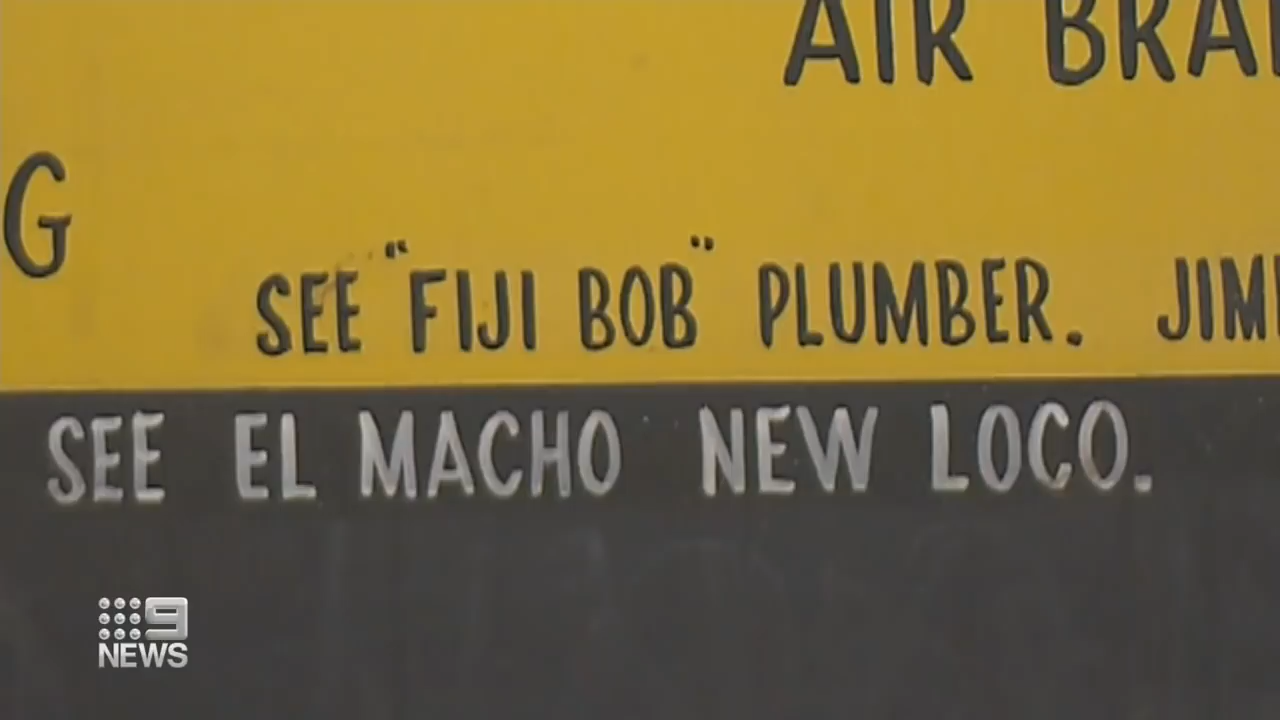 AIR BRA
G
SEE "FIJI BOB" PLUMBER. JIM
SEE EL MACHO NEW LOCO.
9
NEWS